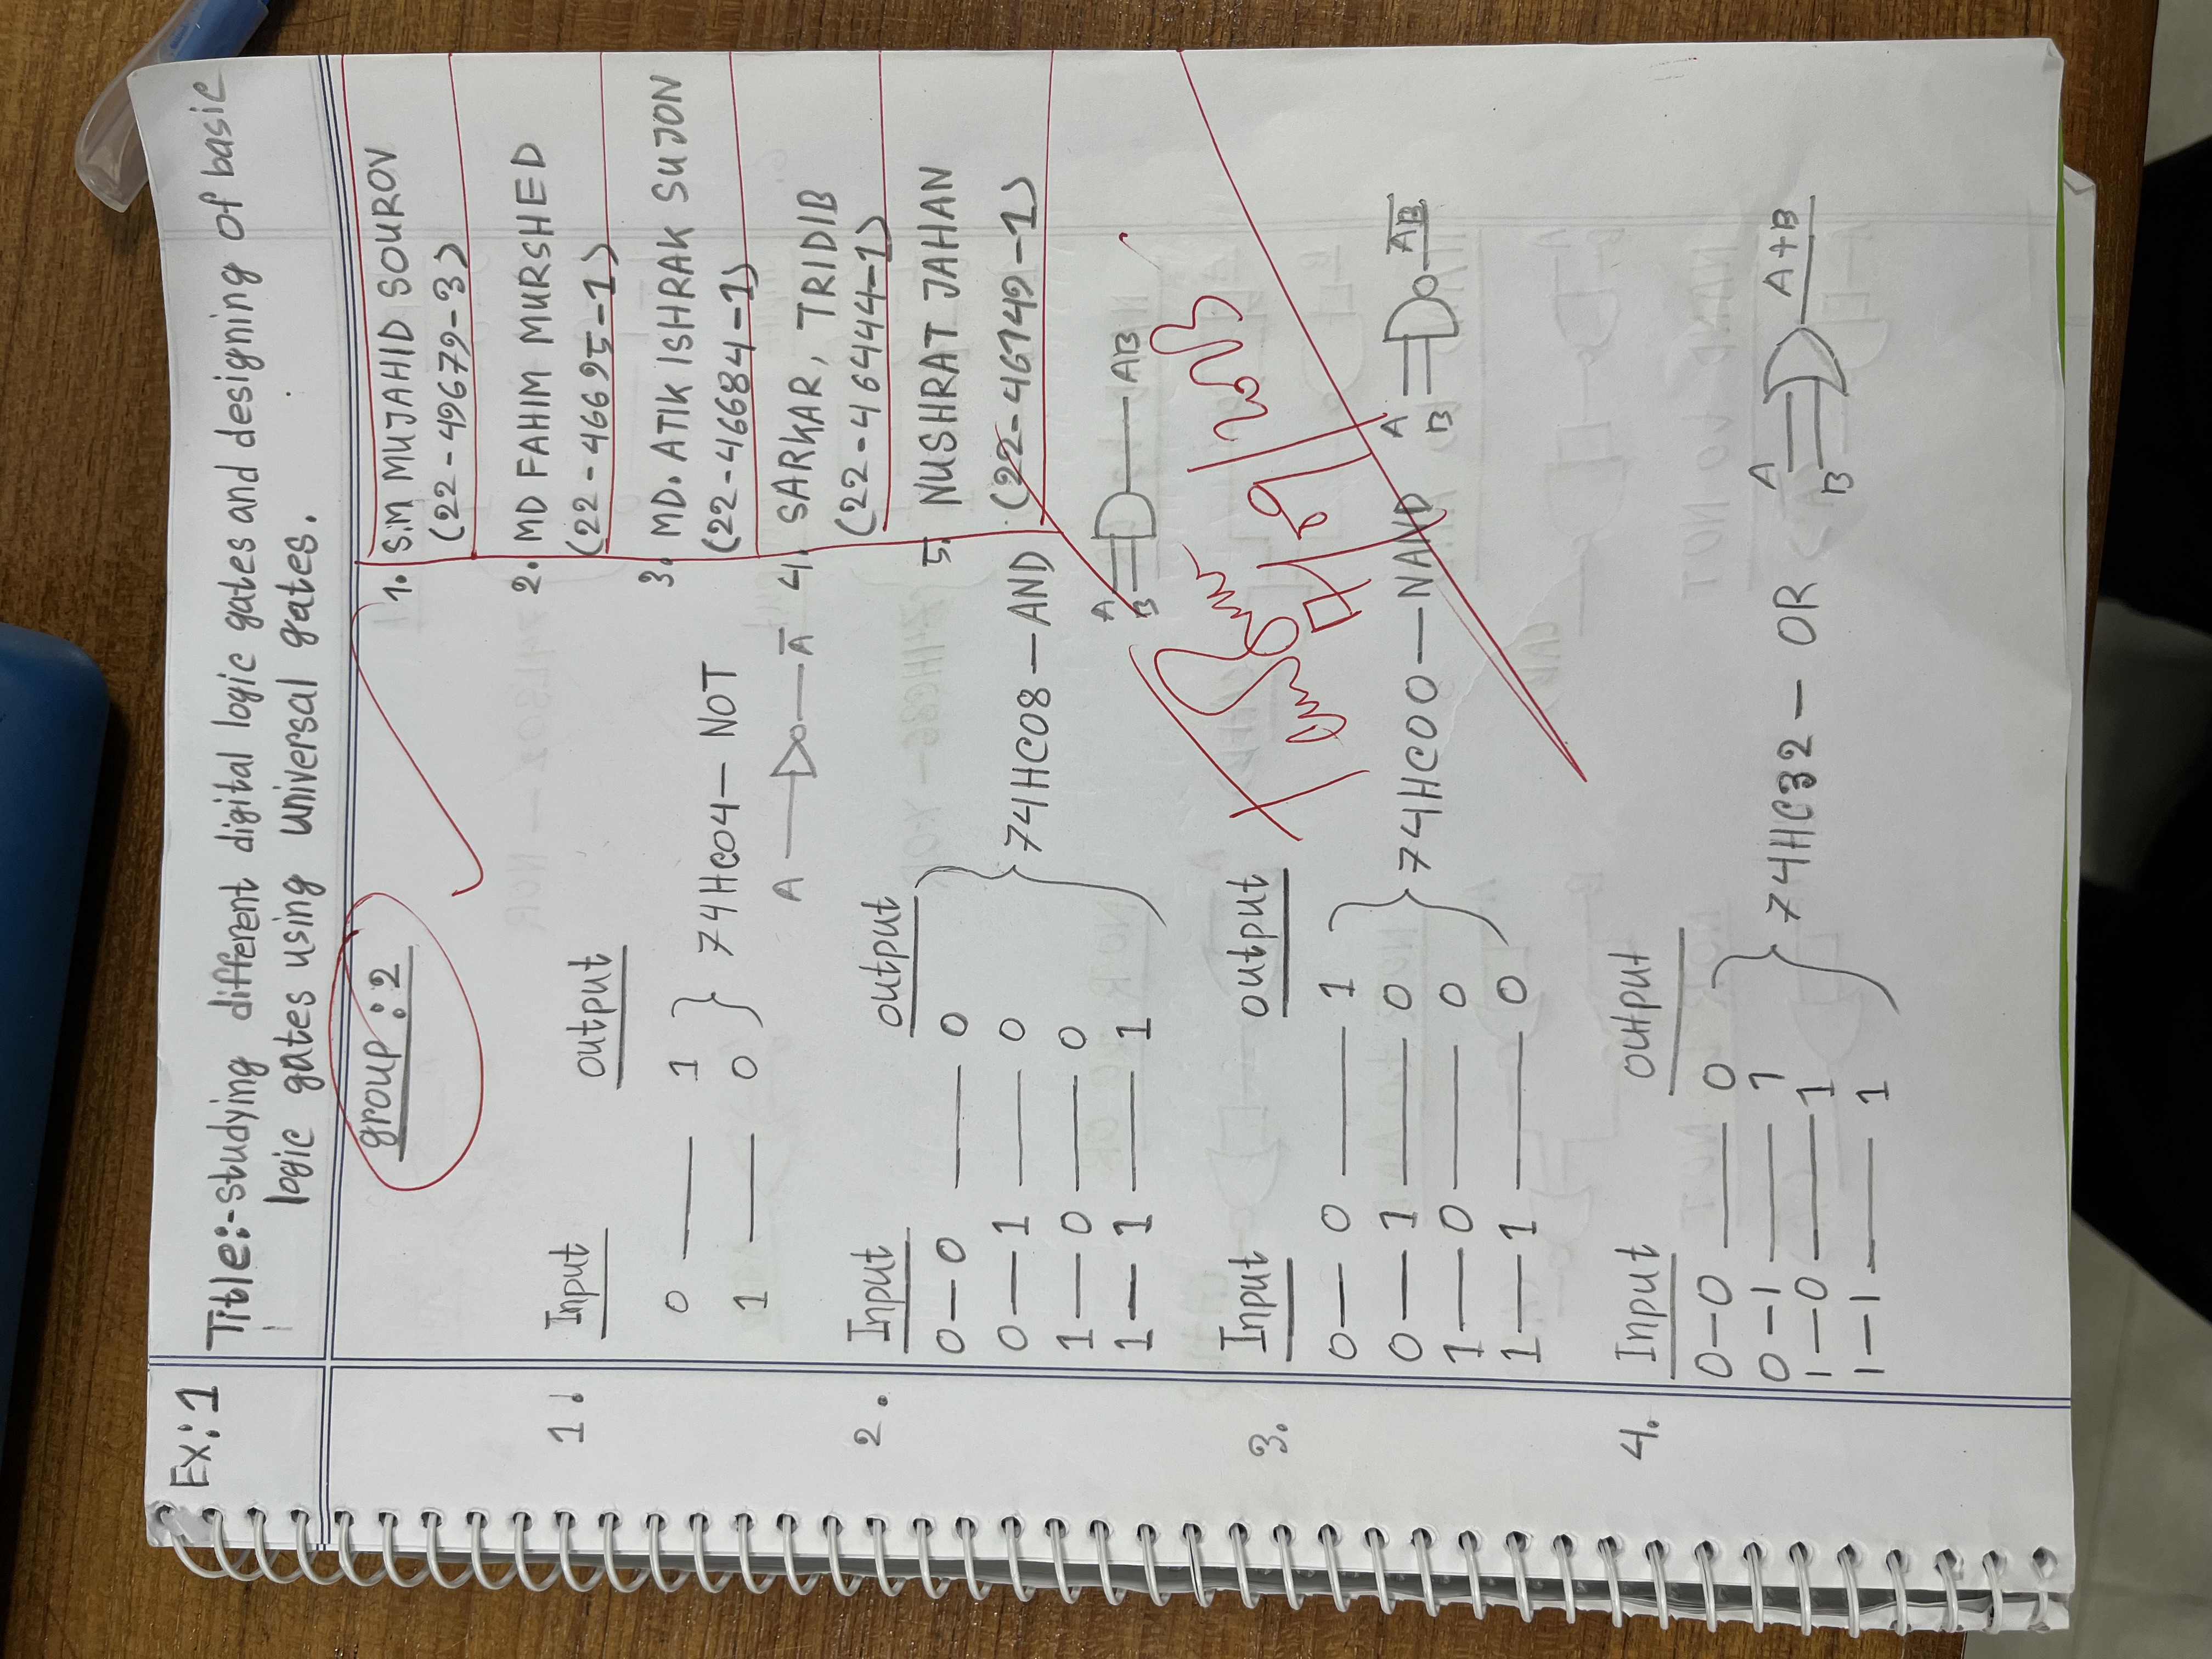 Ex:1
Title:-studying different digital logic gates and designing of basic
logic gates using universal gates.
group:2
1. S.M MUJAHID SOUROV
(22-49679-3)
2. MD FAHIM MURSHED
(22-46695-1)
3. MD. ATIK ISHRAK SUJON
(22-46684-1)
4. SARKAR, TRIDIB
(22-46444-1)
5. NUSHRAT JAHAN
(22-46749-1)
1. Input output
0 — 1
1 — 0
74HC04 — NOT
A Ā
2. Input output
0—0 — 0
0—1 — 0
1—0 — 0
1—1 — 1
74HC08 — AND
A
B
AB
3. Input output
0—0 — 1
0—1 — 0
1—0 — 0
1—1 — 0
74HC00 — NAND
A
B
A̅B̅
17/09/2023
4. Input output
0-0 — 0
0-1 — 1
1-0 — 1
1-1 — 1
74HC32 — OR
A
B
A+B